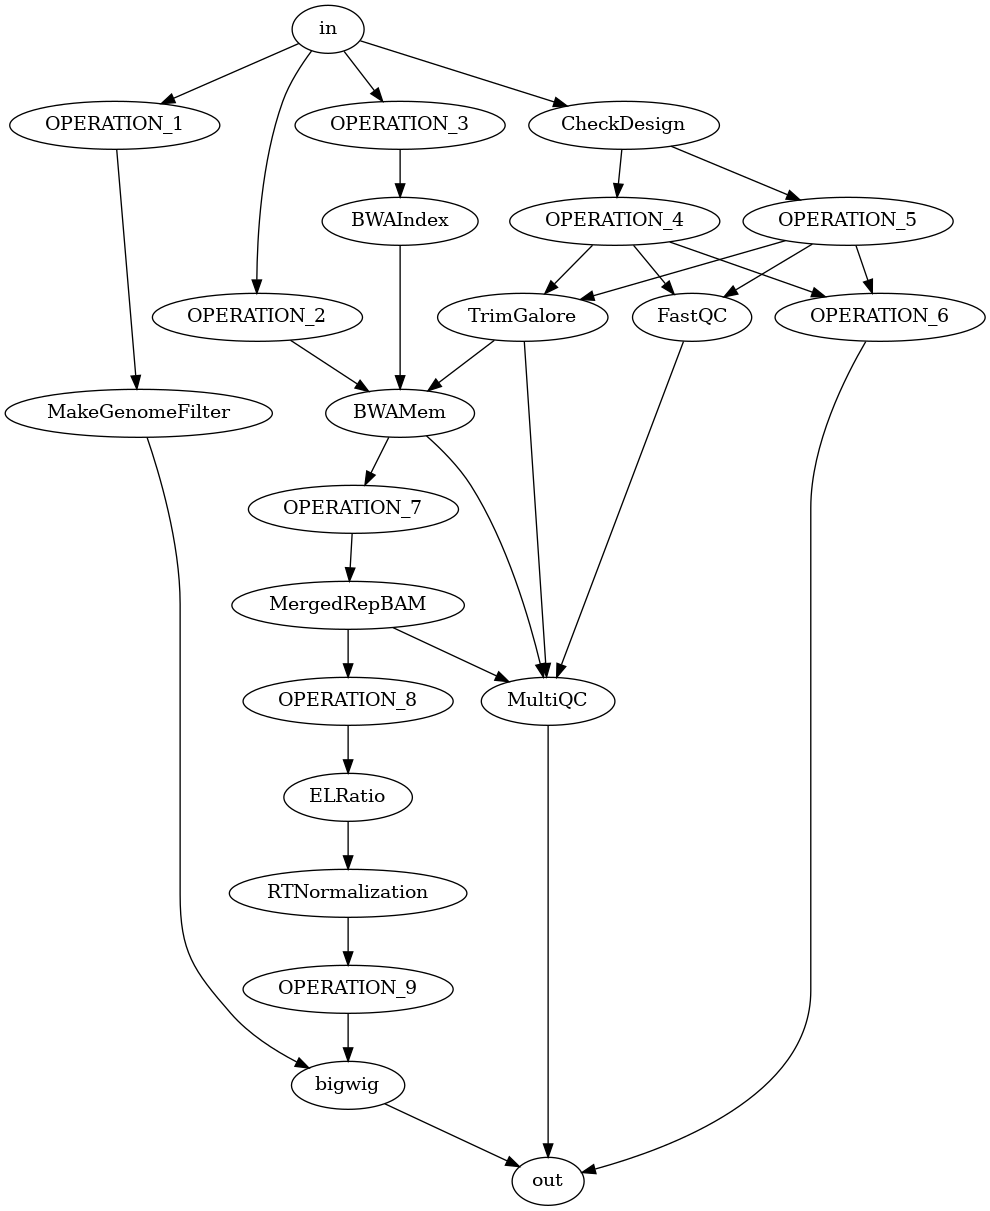 in
OPERATION_1
OPERATION_3
CheckDesign
BWAIndex
OPERATION_4
OPERATION_5
OPERATION_2
TrimGalore
FastQC
OPERATION_6
MakeGenomeFilter
BWAMem
OPERATION_7
MergedRepBAM
OPERATION_8
MultiQC
ELRatio
RTNormalization
OPERATION_9
bigwig
out